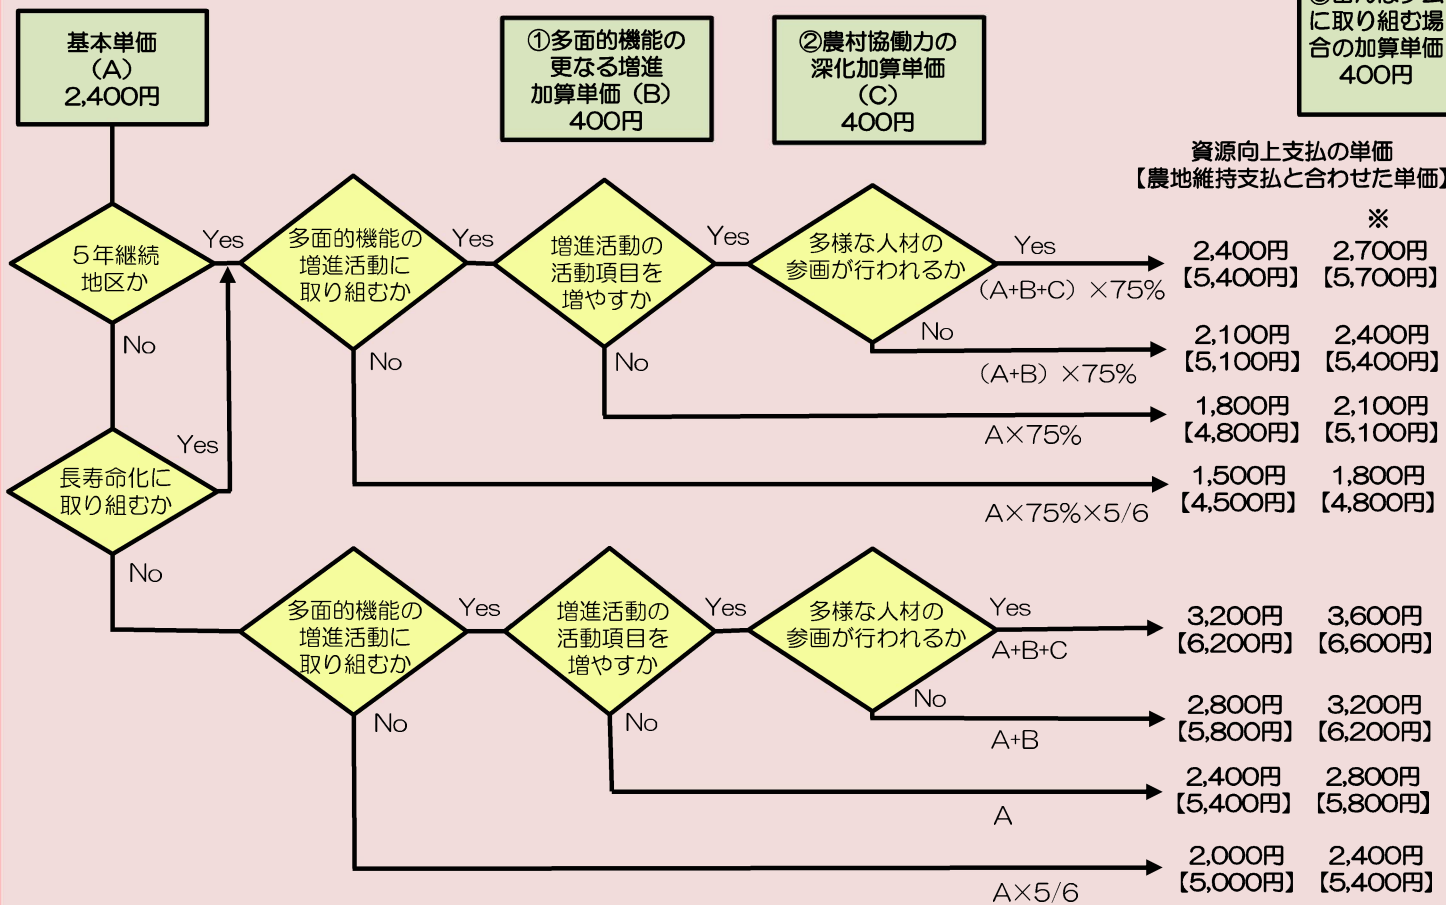 基本単価
（A）
2,400円
①多面的機能の
更なる増進
加算単価（B）
400円
②農村協働力の
深化加算単価
（C）
400円
に取り組む場
合の加算単価
400円
資源向上支払の単価
【農地維持支払と合わせた単価】
※
5年継続
地区か
Yes
多面的機能の
増進活動に
取り組むか
Yes
増進活動の
活動項目を
増やすか
Yes
多様な人材の
参画が行われるか
Yes
(A+B+C) ×75%
2,400円 2,700円
【5,400円】【5,700円】
No
(A+B) ×75%
2,100円 2,400円
【5,100円】【5,400円】
No
A×75%
1,800円 2,100円
【4,800円】【5,100円】
No
A×75%×5/6
1,500円 1,800円
【4,500円】【4,800円】
No
長寿命化に
取り組むか
Yes
No
多面的機能の
増進活動に
取り組むか
Yes
増進活動の
活動項目を
増やすか
Yes
多様な人材の
参画が行われるか
Yes
A+B+C
3,200円 3,600円
【6,200円】【6,600円】
No
A+B
2,800円 3,200円
【5,800円】【6,200円】
No
A
2,400円 2,800円
【5,400円】【5,800円】
No
A×5/6
2,000円 2,400円
【5,000円】【5,400円】